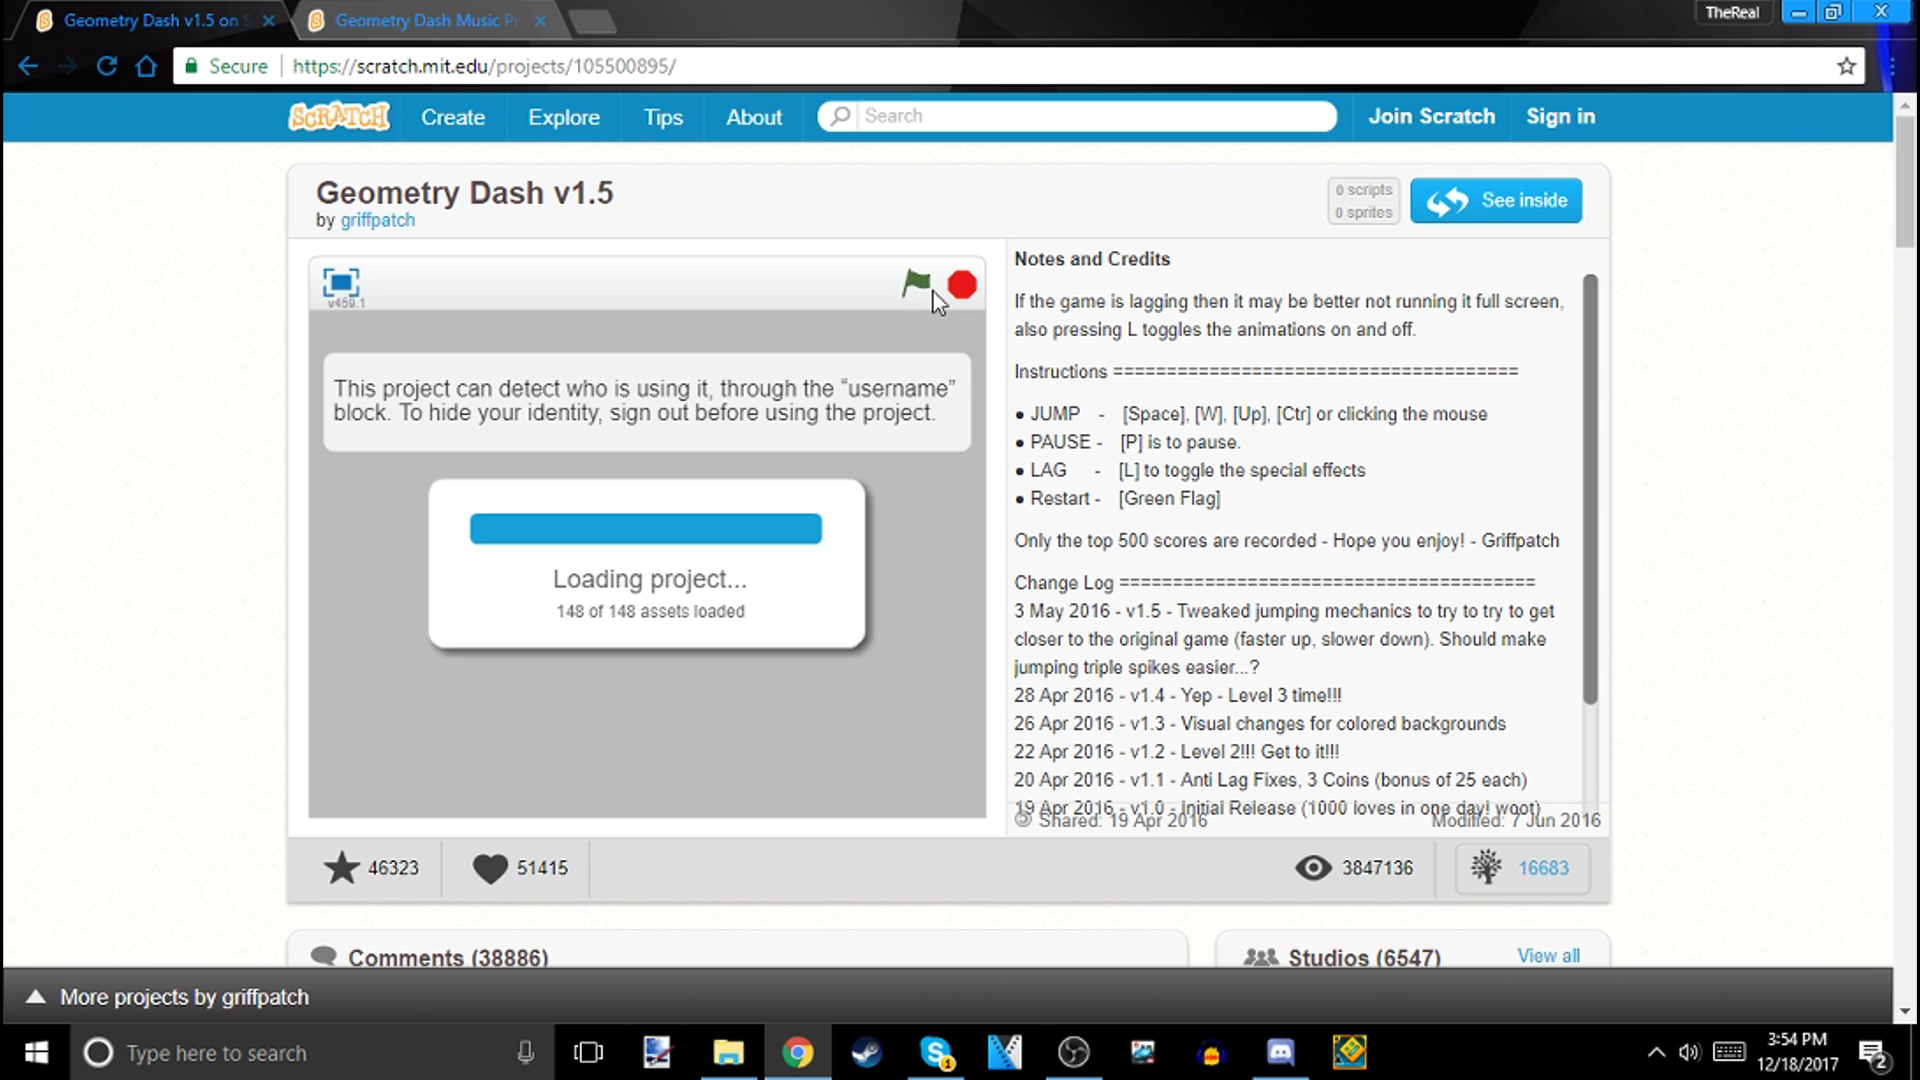 Geometry Dash v1.5 on S
Geometry Dash Music Pr
TheReal
Secure
https://scratch.mit.edu/projects/105500895/
SCRATCH
Create
Explore
Tips
About
Search
Join Scratch
Sign in
Geometry Dash v1.5
by griffpatch
0 scripts
0 sprites
See inside
v459.1
This project can detect who is using it, through the “username”
block. To hide your identity, sign out before using the project.
Loading project...
148 of 148 assets loaded
Notes and Credits
If the game is lagging then it may be better not running it full screen,
also pressing L toggles the animations on and off.
Instructions =====================================
● JUMP - [Space], [W], [Up], [Ctr] or clicking the mouse
● PAUSE - [P] is to pause.
● LAG - [L] to toggle the special effects
● Restart - [Green Flag]
Only the top 500 scores are recorded - Hope you enjoy! - Griffpatch
Change Log ======================================
3 May 2016 - v1.5 - Tweaked jumping mechanics to try to try to get
closer to the original game (faster up, slower down). Should make
jumping triple spikes easier...?
28 Apr 2016 - v1.4 - Yep - Level 3 time!!!
26 Apr 2016 - v1.3 - Visual changes for colored backgrounds
22 Apr 2016 - v1.2 - Level 2!!! Get to it!!!
20 Apr 2016 - v1.1 - Anti Lag Fixes, 3 Coins (bonus of 25 each)
19 Apr 2016 - v1.0 - Initial Release (1000 loves in one day! woot)
Shared: 19 Apr 2016
Modified: 7 Jun 2016
46323
51415
3847136
16683
Comments (38886)
Studios (6547)
View all
More projects by griffpatch
Type here to search
1
3:54 PM
12/18/2017
2